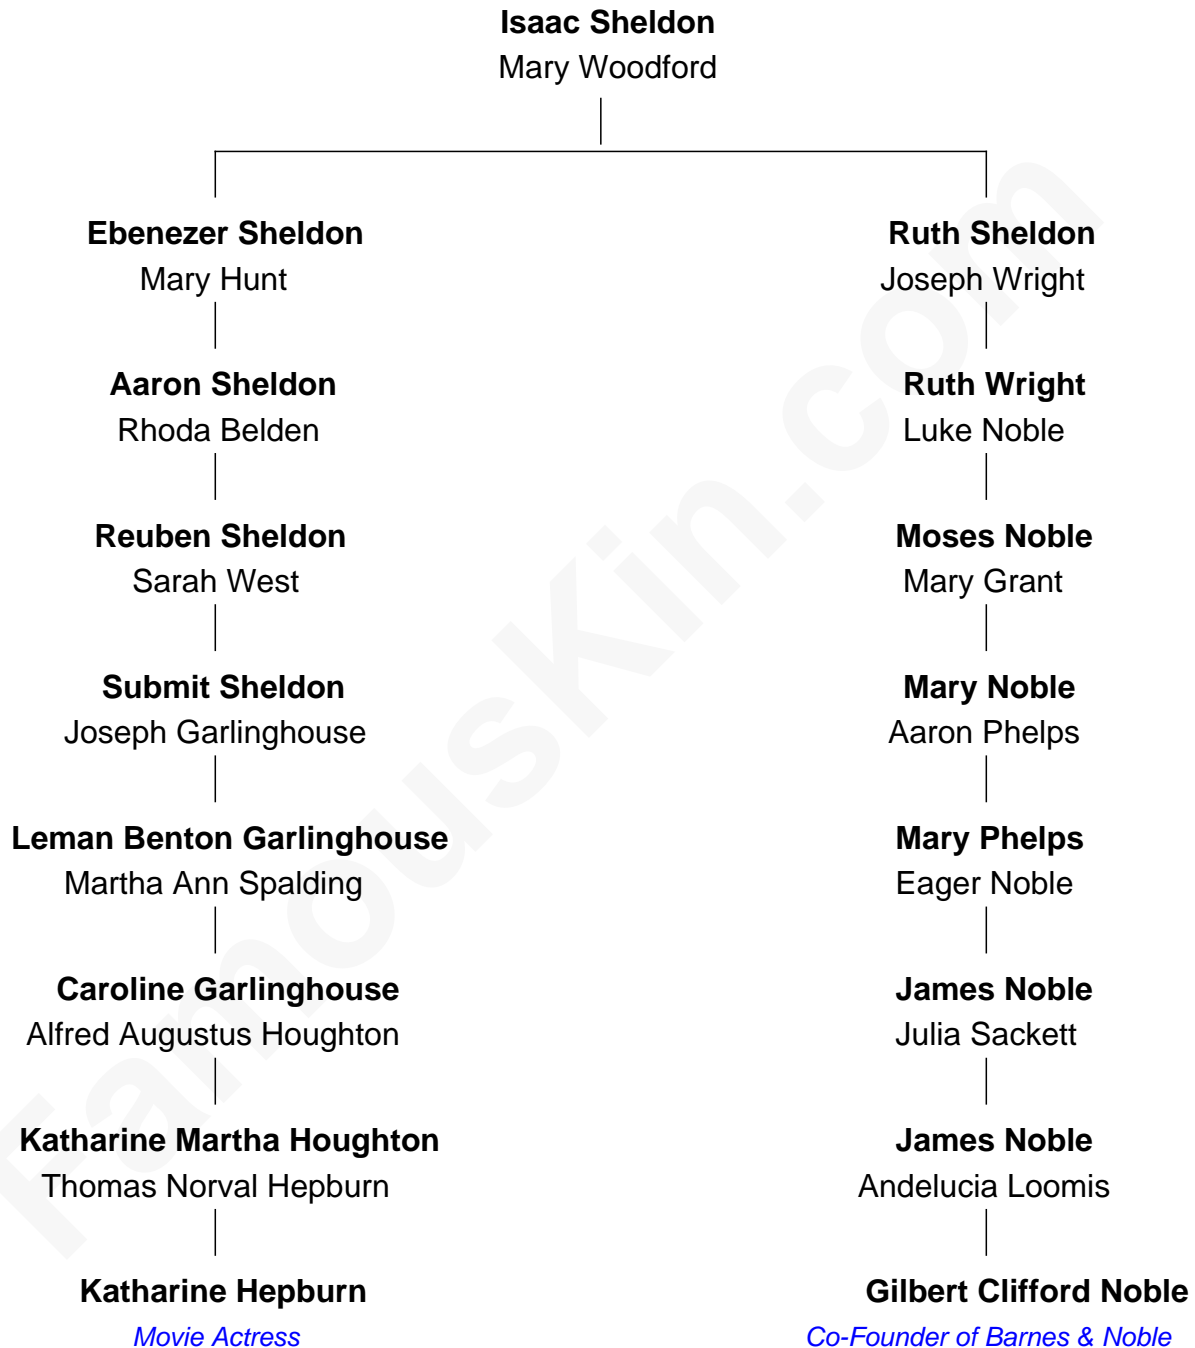 Isaac Sheldon
Mary Woodford
Ebenezer Sheldon
Mary Hunt
Ruth Sheldon
Joseph Wright
Aaron Sheldon
Rhoda Belden
Ruth Wright
Luke Noble
Reuben Sheldon
Sarah West
Moses Noble
Mary Grant
Submit Sheldon
Joseph Garlinghouse
Mary Noble
Aaron Phelps
Leman Benton Garlinghouse
Martha Ann Spalding
Mary Phelps
Eager Noble
Caroline Garlinghouse
Alfred Augustus Houghton
James Noble
Julia Sackett
Katharine Martha Houghton
Thomas Norval Hepburn
James Noble
Andelucia Loomis
Katharine Hepburn
Movie Actress
Gilbert Clifford Noble
Co-Founder of Barnes & Noble
FamousKin.com